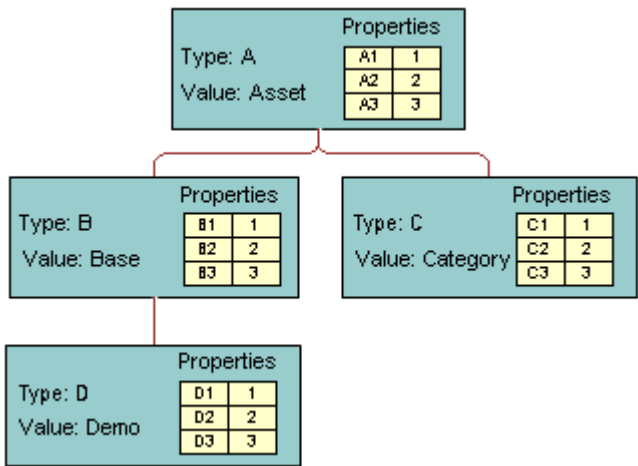 Properties
Type: A
Value: Asset
A1 1
A2 2
A3 3
Properties
Type: B
Value: Base
B1 1
B2 2
B3 3
Properties
Type: C
Value: Category
C1 1
C2 2
C3 3
Properties
Type: D
Value: Demo
D1 1
D2 2
D3 3